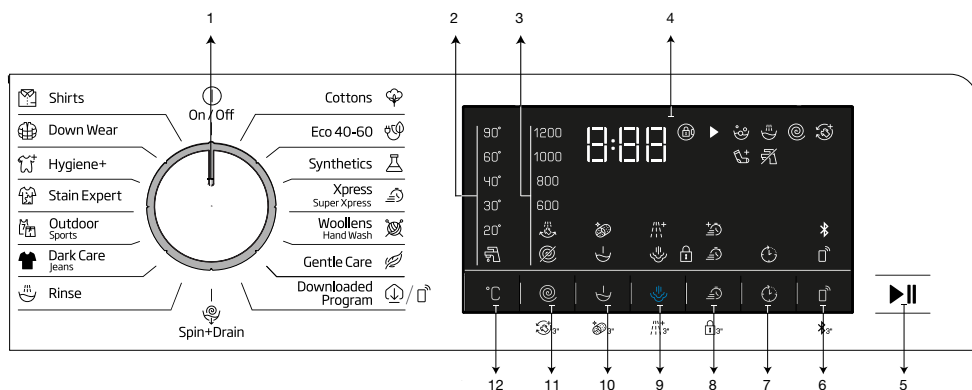 1
2
3
4
On / Off
Shirts
Down Wear
Hygiene+
Stain Expert
Outdoor
Sports
Dark Care
Jeans
Rinse
Spin+Drain
Cottons
Eco 40-60
Synthetics
Xpress
Super Xpress
Woollens
Hand Wash
Gentle Care
Downloaded
Program
/
90° 1200
60° 1000
40° 800
30° 600
20°
8:88
°C
3" 3" 3" 3" 3"
12 11 10 9 8 7 6 5